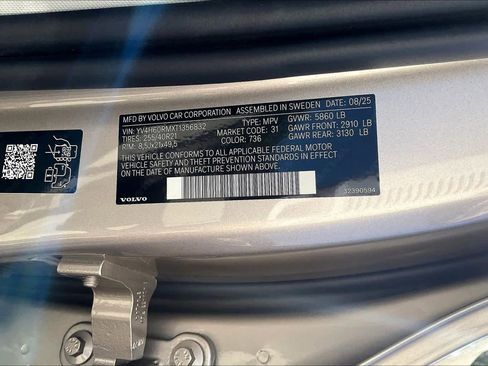 MFD BY VOLVO CAR CORPORATION ASSEMBLED IN SWEDEN 08/25
VIN: YV4H60RMXT1356832 TYPE: MPV GVWR: 5860 LB
TIRES: 255/40R21 MARKET CODE: 31 GAWR FRONT: 2910 LB
RIM: 8,5Jx21x49,5 COLOR: 736 GAWR REAR: 3130 LB
THIS VEHICLE CONFORMS TO ALL APPLICABLE FEDERAL MOTOR
VEHICLE SAFETY AND THEFT PREVENTION STANDARDS IN EFFECT
ON THE DATE OF MANUFACTURE SHOWN ABOVE.
VOLVO 32390594